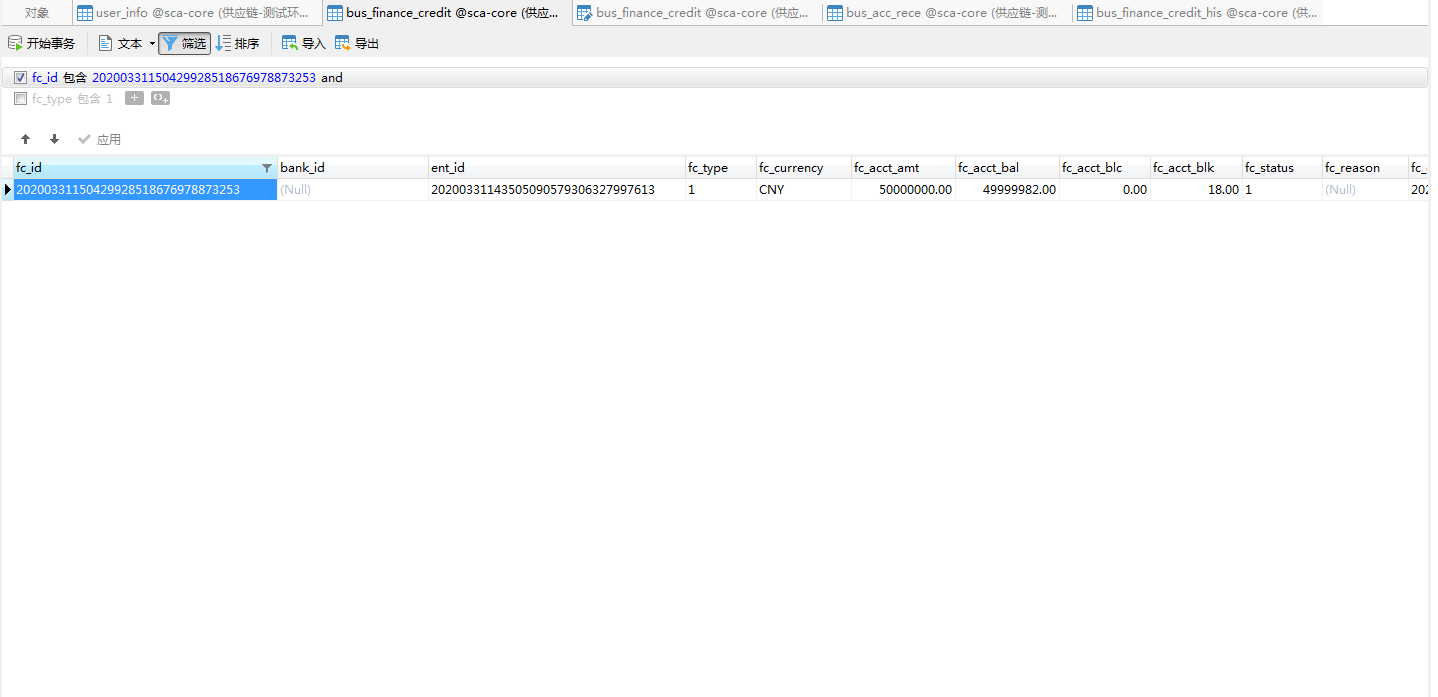 对象 user_info @sca-core (供应链-测试环... bus_finance_credit @sca-core (供应... bus_finance_credit @sca-core (供应... bus_acc_rece @sca-core (供应链-测... bus_finance_credit_his @sca-core (供...
开始事务 文本 筛选 排序 导入 导出
fc_id 包含 20200331150429928518676978873253 and
fc_type 包含 1
应用
fc_id bank_id ent_id fc_type fc_currency fc_acct_amt fc_acct_bal fc_acct_blc fc_acct_blk fc_status fc_reason fc_
20200331150429928518676978873253 (Null) 20200331143505090579306327997613 1 CNY 50000000.00 49999982.00 0.00 18.00 1 (Null) 202